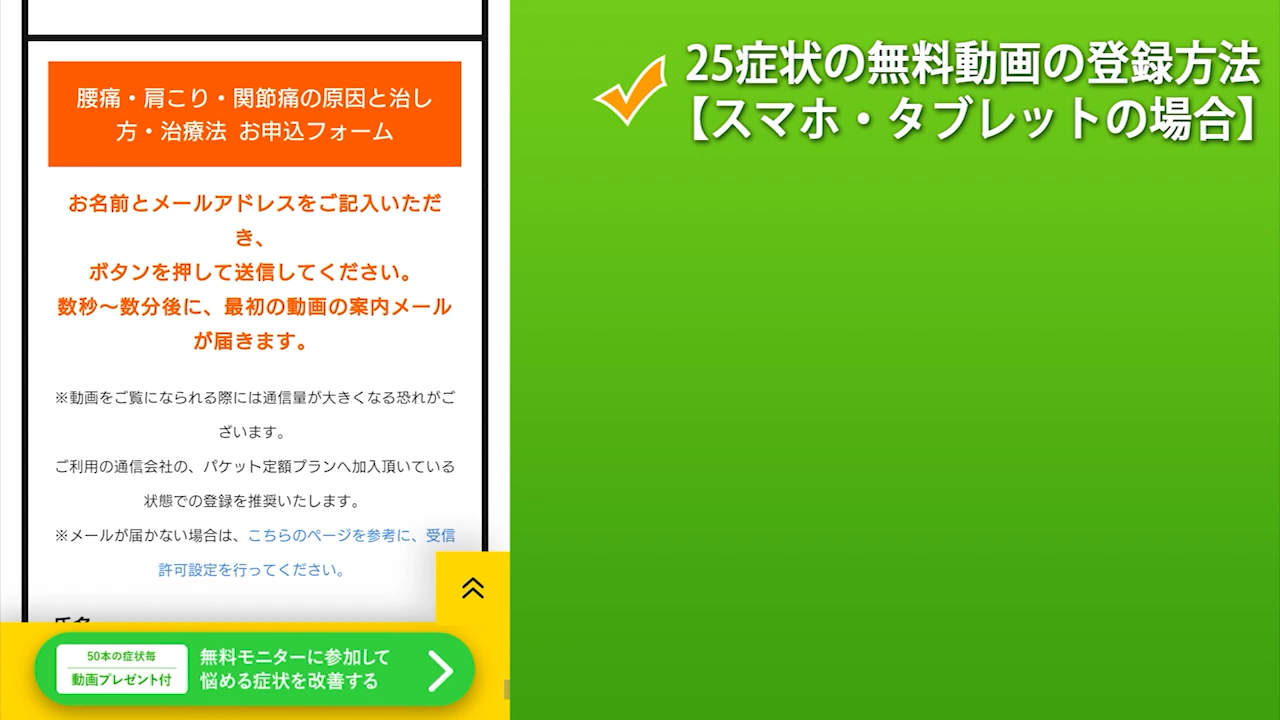 腰痛・肩こり・関節痛の原因と治し
方・治療法 お申込フォーム
お名前とメールアドレスをご記入いただ
き、
ボタンを押して送信してください。
数秒〜数分後に、最初の動画の案内メール
が届きます。
※動画をご覧になられる際には通信量が大きくなる恐れがご
ざいます。
ご利用の通信会社の、パケット定額プランへ加入頂いている
状態での登録を推奨いたします。
※メールが届かない場合は、こちらのページを参考に、受信
許可設定を行ってください。
50本の症状毎
動画プレゼント付
無料モニターに参加して
悩める症状を改善する
25症状の無料動画の登録方法
【スマホ・タブレットの場合】